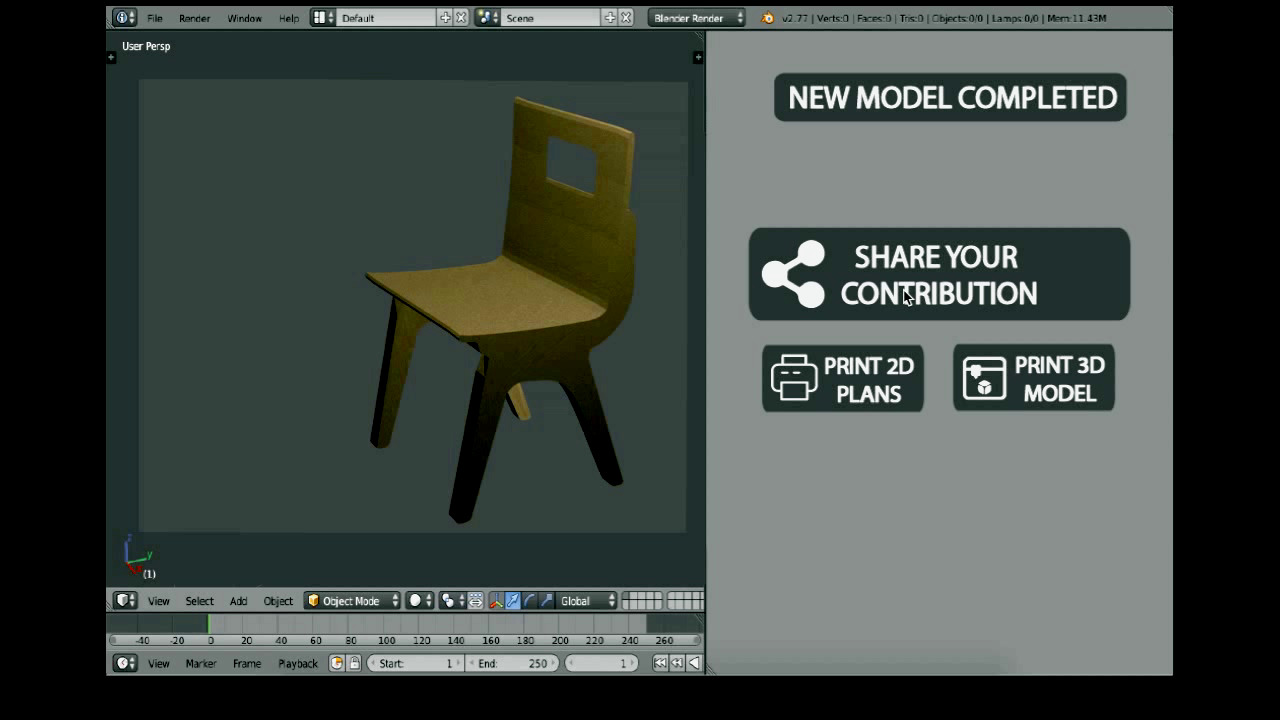 File Render Window Help Default Scene Blender Render v2.77 | Verts:0 | Faces:0 | Tris:0 | Objects:0/0 | Lamps:0/0 | Mem:11.43M
User Persp
NEW MODEL COMPLETED
SHARE YOUR
CONTRIBUTION
PRINT 2D
PLANS
PRINT 3D
MODEL
z
y
x
(1)
View Select Add Object Object Mode Global
-40 -20 0 20 40 60 80 100 120 140 160 180 200 220 240 260
View Marker Frame Playback Start: 1 End: 250 1